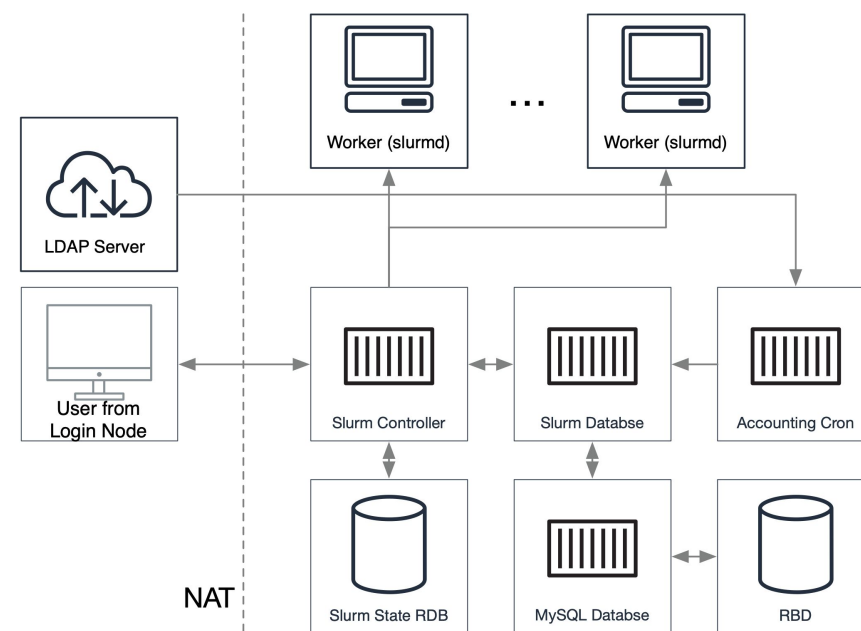 Worker (slurmd)
...
Worker (slurmd)
LDAP Server
User from
Login Node
Slurm Controller
Slurm Databse
Accounting Cron
NAT
Slurm State RDB
MySQL Databse
RBD